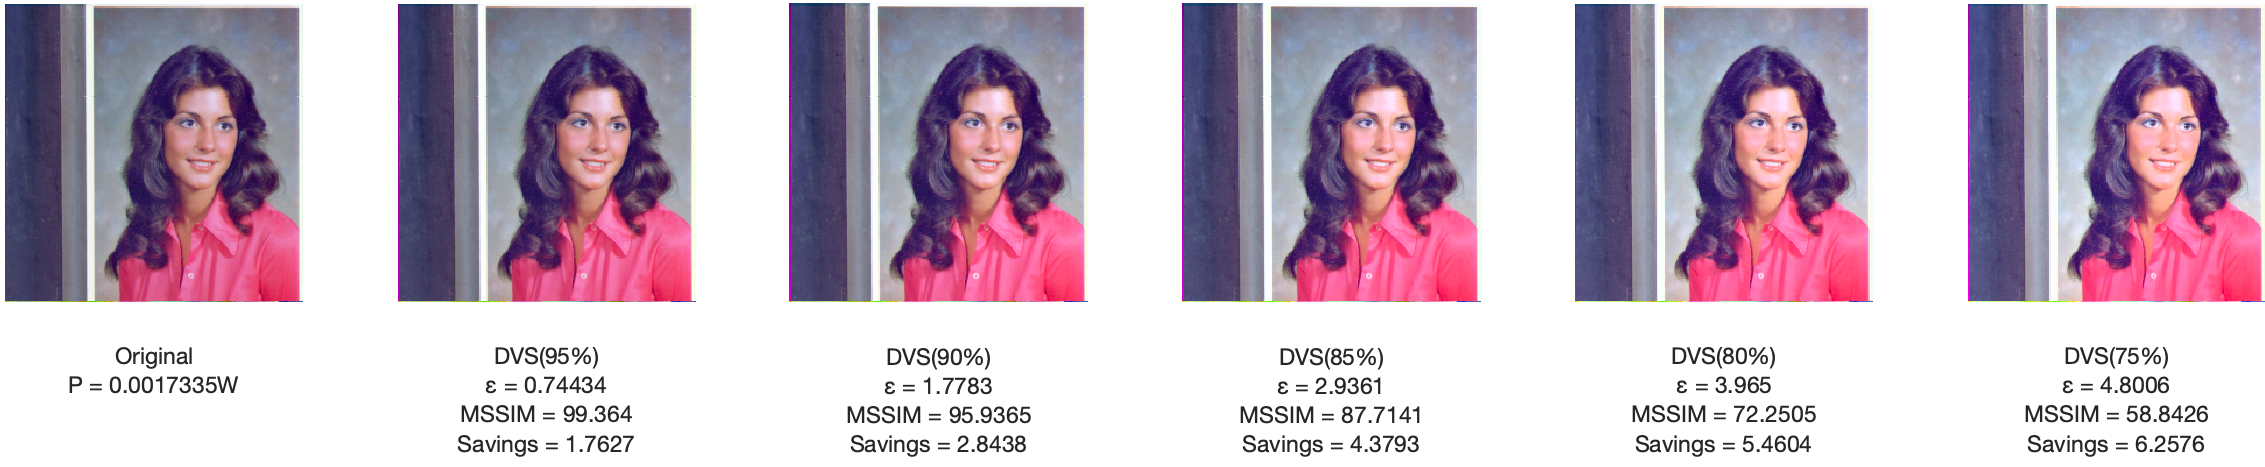 Original
P = 0.0017335W
DVS(95%)
ε = 0.74434
MSSIM = 99.364
Savings = 1.7627
DVS(90%)
ε = 1.7783
MSSIM = 95.9365
Savings = 2.8438
DVS(85%)
ε = 2.9361
MSSIM = 87.7141
Savings = 4.3793
DVS(80%)
ε = 3.965
MSSIM = 72.2505
Savings = 5.4604
DVS(75%)
ε = 4.8006
MSSIM = 58.8426
Savings = 6.2576